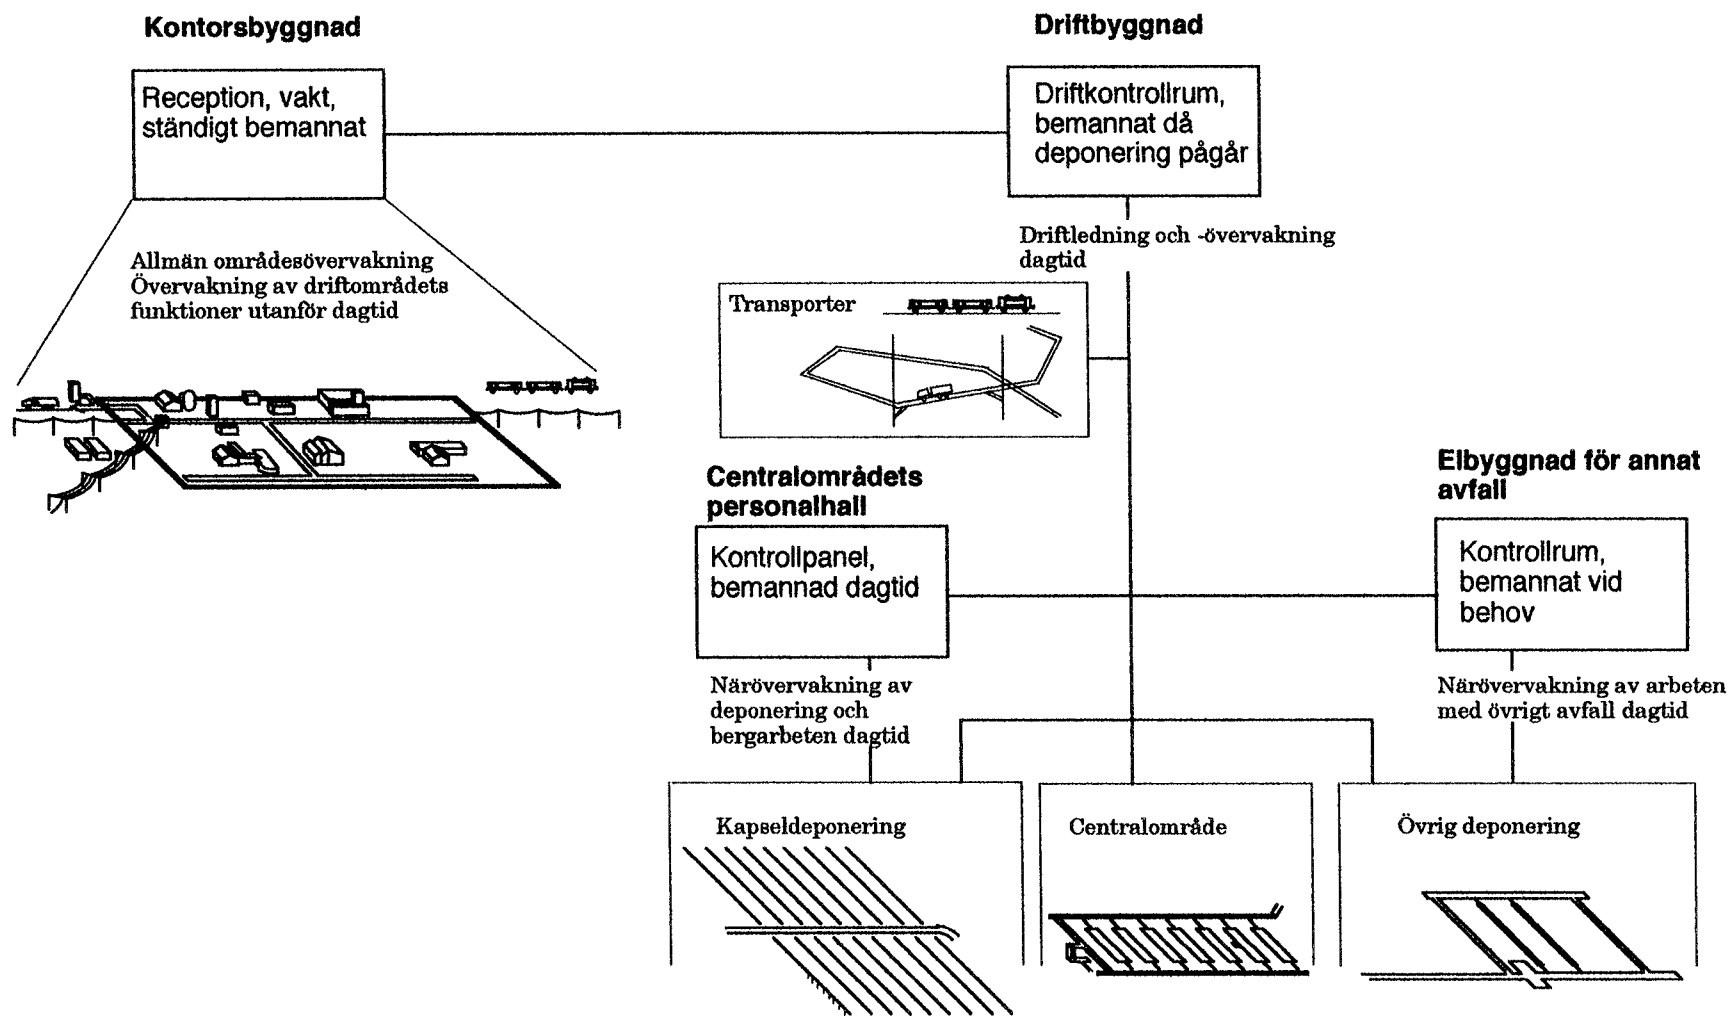 Kontorsbyggnad
Reception, vakt,
ständigt bemannat
Allmän områdesövervakning
Övervakning av driftområdets
funktioner utanför dagtid
Driftbyggnad
Driftkontrollrum,
bemannat då
deponering pågår
Driftledning och -övervakning
dagtid
Transporter
Centralområdets
personalhall
Kontrollpanel,
bemannad dagtid
Närövervakning av
deponering och
bergarbeten dagtid
Elbyggnad för annat
avfall
Kontrollrum,
bemannat vid
behov
Närövervakning av arbeten
med övrigt avfall dagtid
Kapseldeponering
Centralområde
Övrig deponering